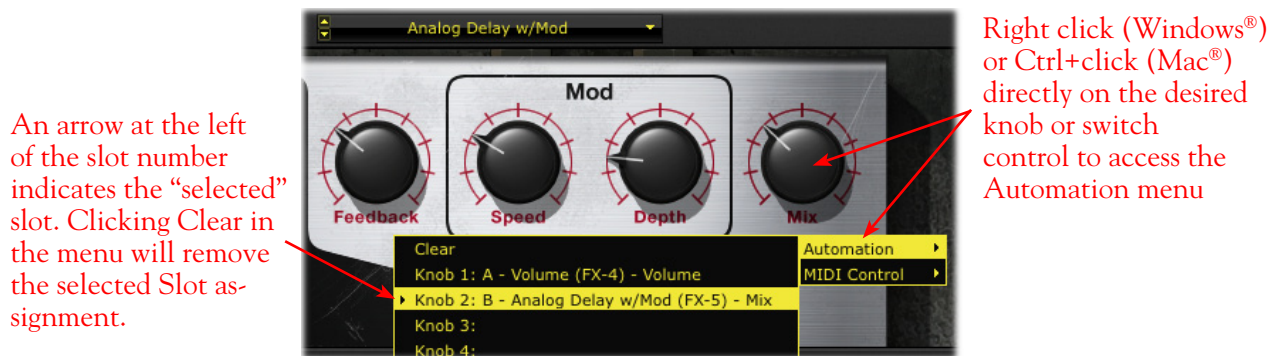 Analog Delay w/Mod
Right click (Windows®)
or Ctrl+click (Mac®)
directly on the desired
knob or switch
control to access the
Automation menu
An arrow at the left
of the slot number
indicates the “selected”
slot. Clicking Clear in
the menu will remove
the selected Slot as-
signment.
Mod
Feedback
Speed
Depth
Mix
Clear
Knob 1: A - Volume (FX-4) - Volume
Knob 2: B - Analog Delay w/Mod (FX-5) - Mix
Knob 3:
Knob 4:
Automation
MIDI Control